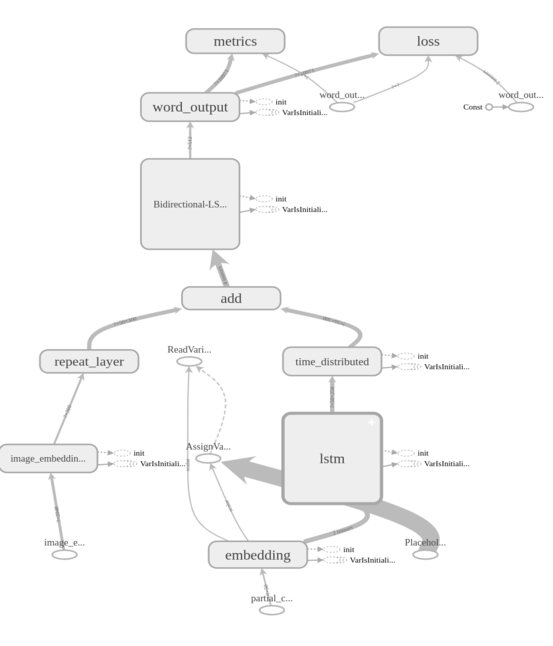 metrics
loss
word_output
init
VarIsInitiali...
word_out...
Const
word_out...
Bidirectional-LS...
init
VarIsInitiali...
add
repeat_layer
ReadVari...
time_distributed
init
VarIsInitiali...
image_embeddin...
init
VarIsInitiali...
AssignVa...
lstm
init
VarIsInitiali...
image_e...
embedding
init
VarIsInitiali...
Placehol...
partial_c...